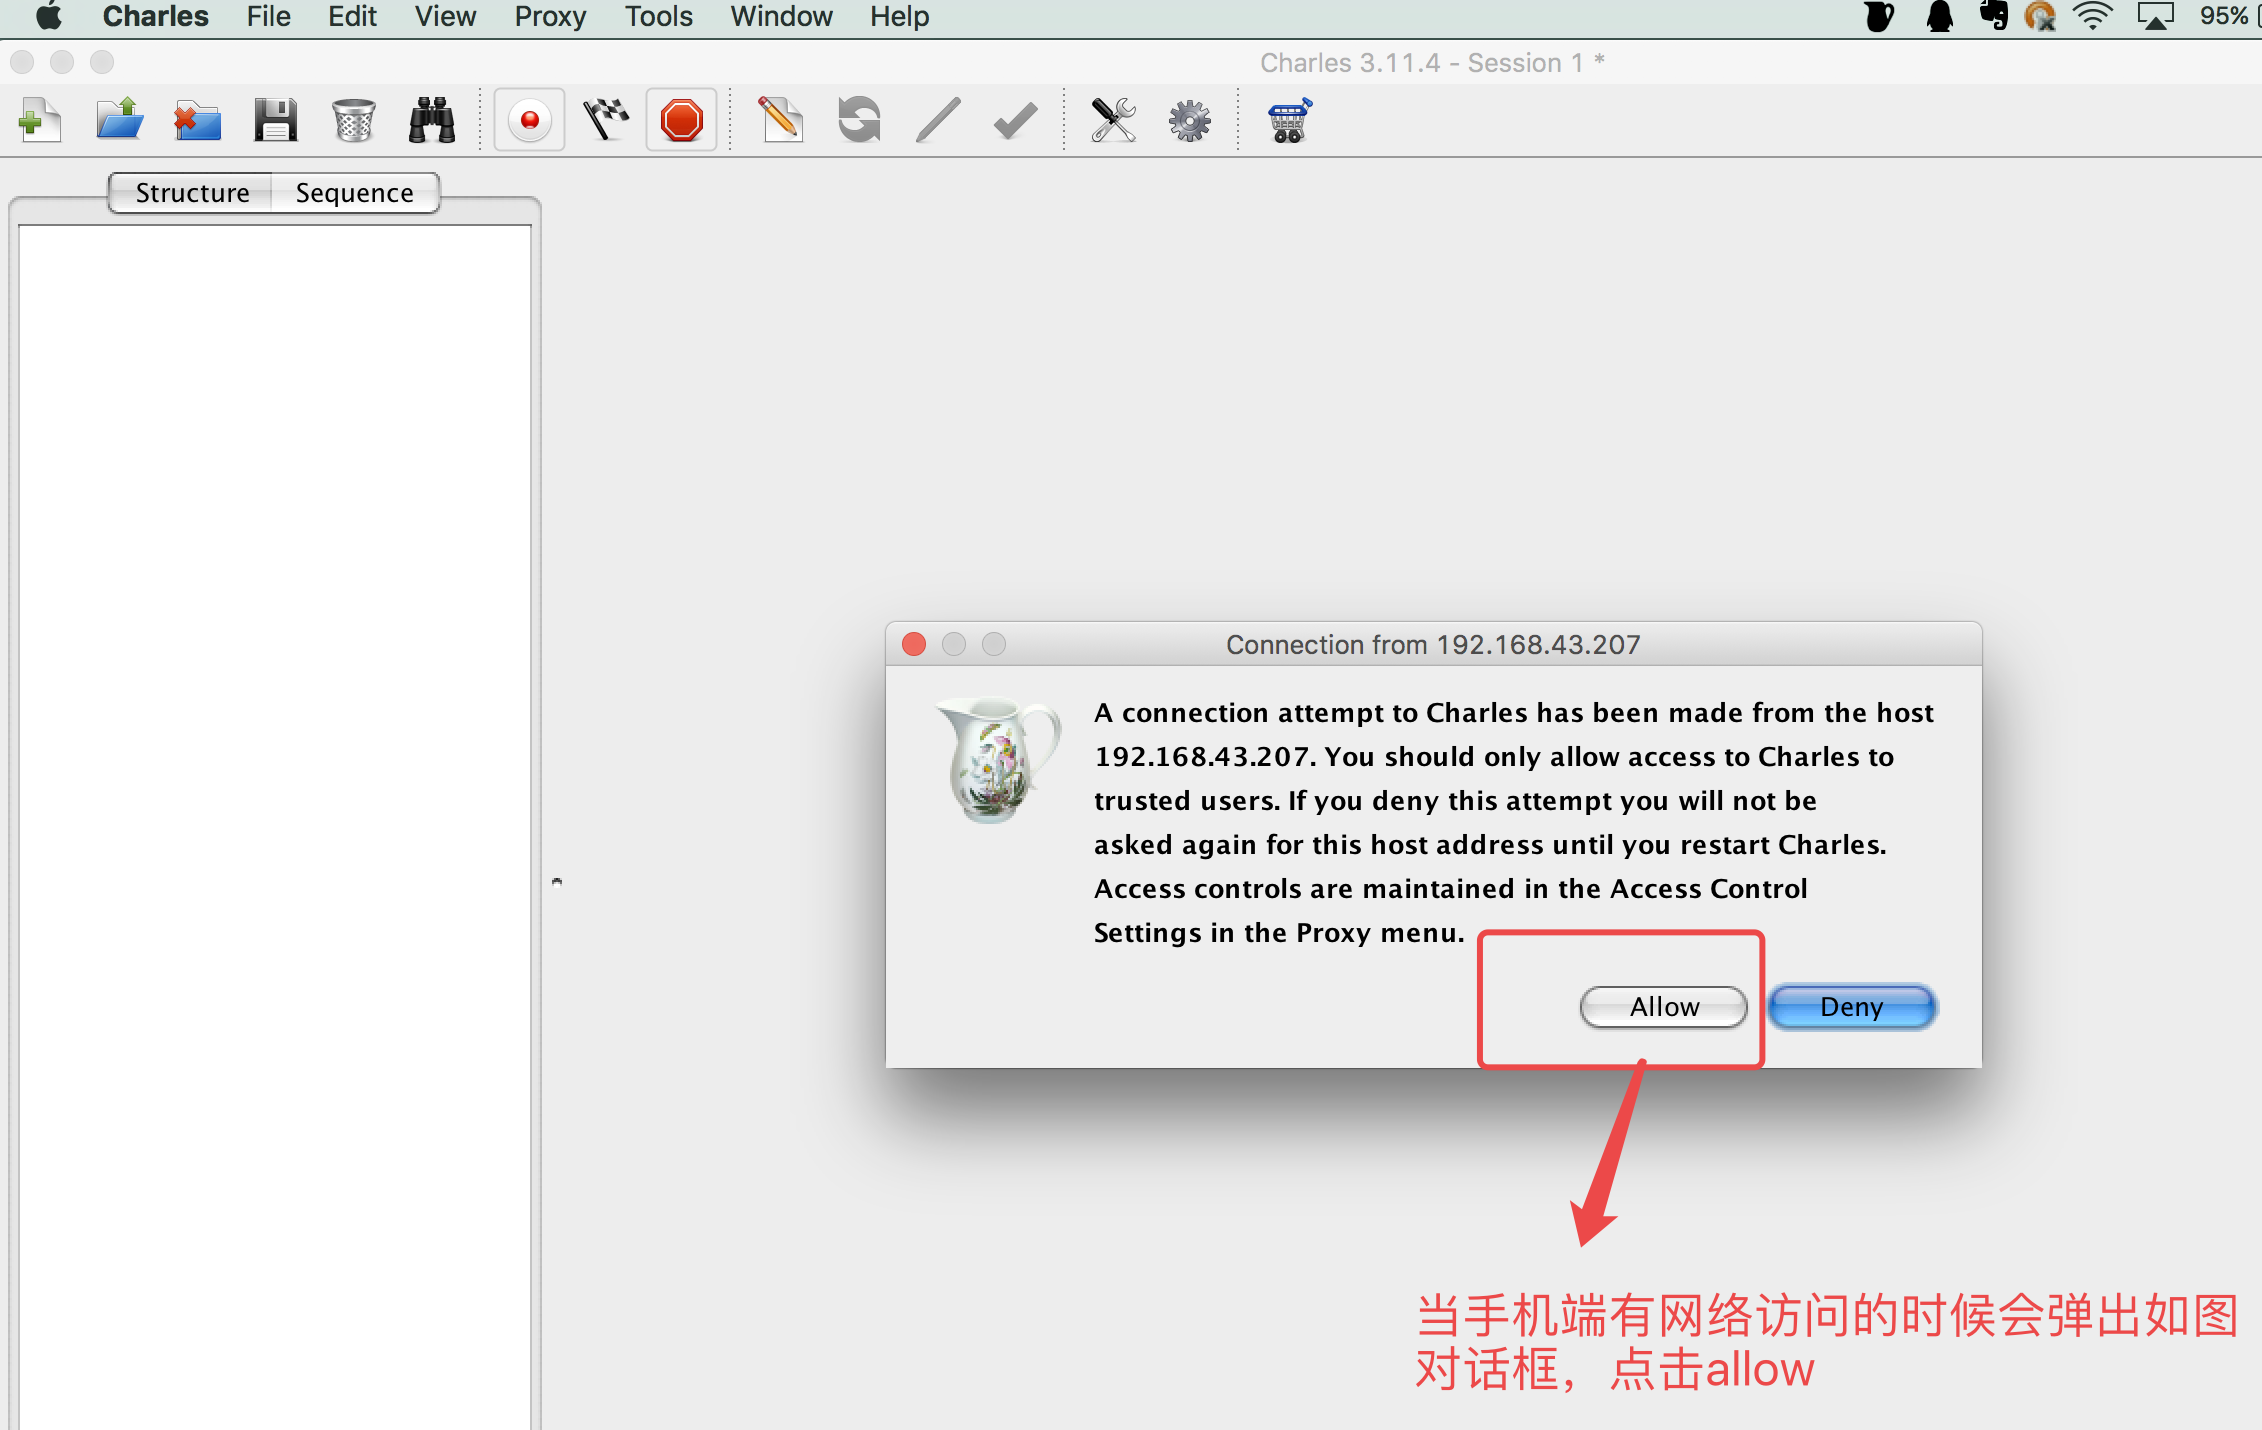 Charles File Edit View Proxy Tools Window Help 95%
Charles 3.11.4 - Session 1 *
Structure Sequence
Connection from 192.168.43.207
A connection attempt to Charles has been made from the host
192.168.43.207. You should only allow access to Charles to
trusted users. If you deny this attempt you will not be
asked again for this host address until you restart Charles.
Access controls are maintained in the Access Control
Settings in the Proxy menu.
Allow Deny
当手机端有网络访问的时候会弹出如图
对话框，点击allow